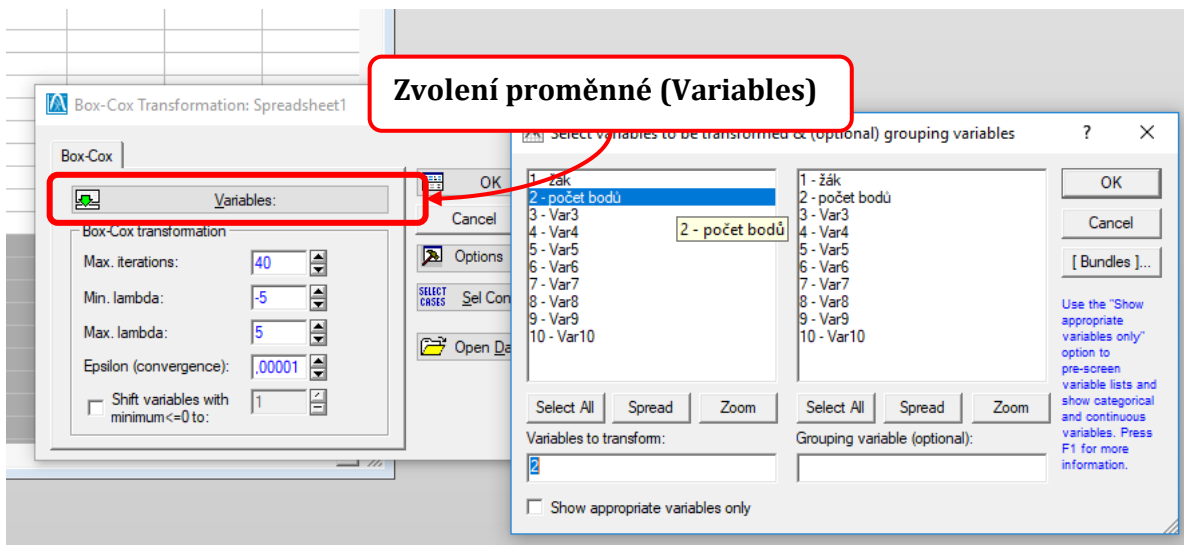 Zvolení proměnné (Variables)
Box-Cox Transformation: Spreadsheet1
Box-Cox
Variables:
Box-Cox transformation
Max. iterations:
40
Min. lambda:
-5
Max. lambda:
5
Epsilon (convergence):
,00001
Shift variables with
minimum<=0 to:
1
OK
Cancel
Options
SELECT
CASES
Sel Con
Open Da
Select variables to be transformed & (optional) grouping variables
?
1 - žák
2 - počet bodů
3 - Var3
4 - Var4
5 - Var5
6 - Var6
7 - Var7
8 - Var8
9 - Var9
10 - Var10
2 - počet bodů
Select All
Spread
Zoom
Variables to transform:
2
Show appropriate variables only
1 - žák
2 - počet bodů
3 - Var3
4 - Var4
5 - Var5
6 - Var6
7 - Var7
8 - Var8
9 - Var9
10 - Var10
Select All
Spread
Zoom
Grouping variable (optional):
OK
Cancel
[ Bundles ]...
Use the "Show
appropriate
variables only"
option to
pre-screen
variable lists and
show categorical
and continuous
variables. Press
F1 for more
information.